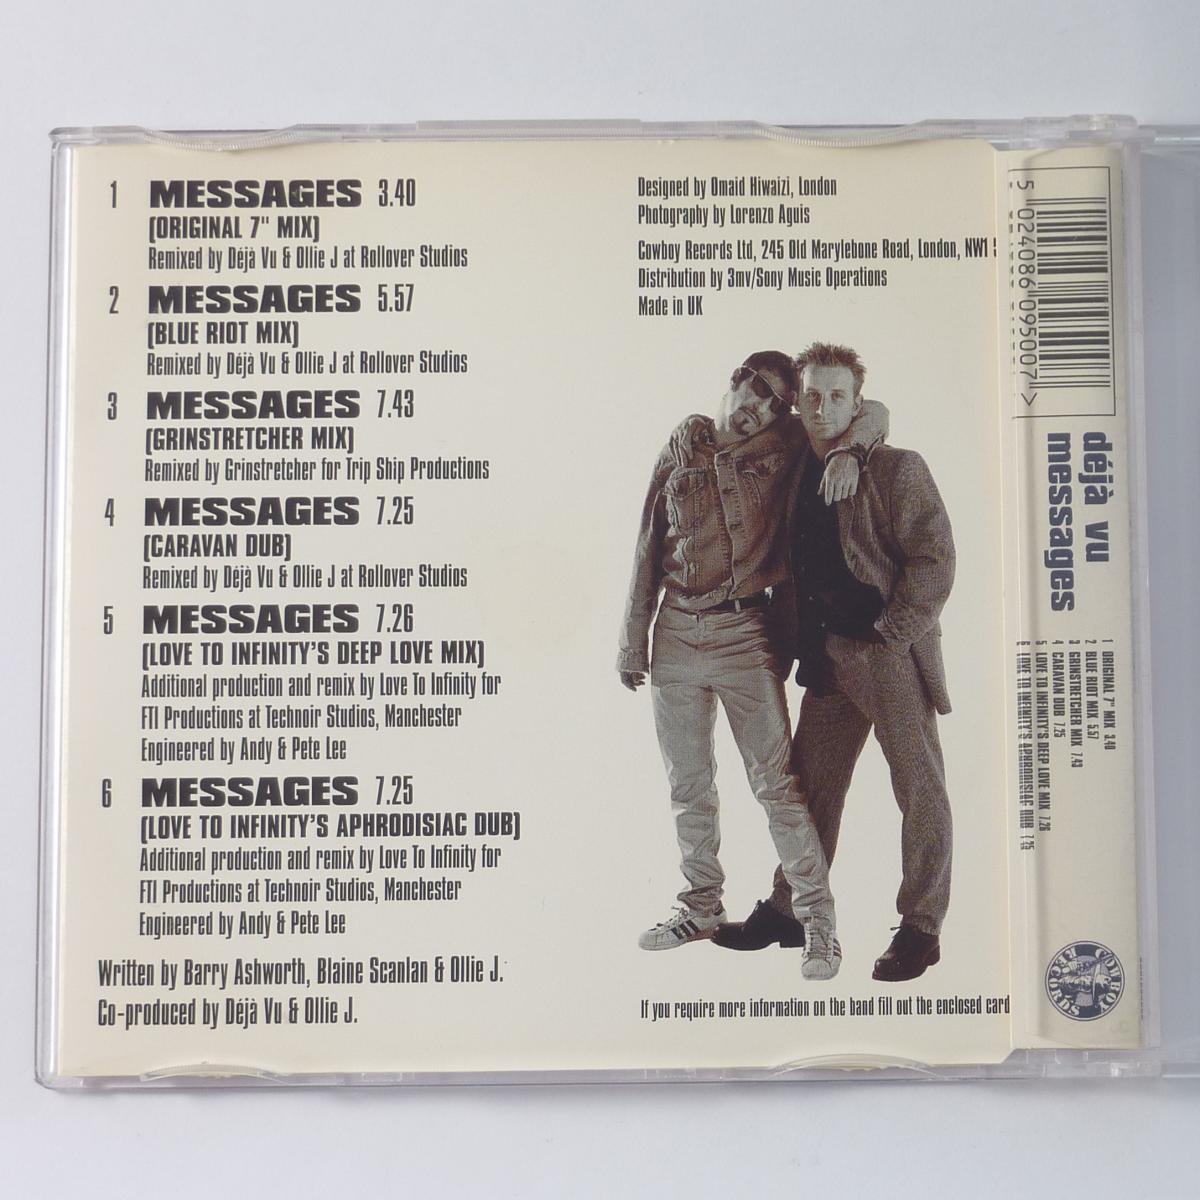 1 MESSAGES 3.40
(ORIGINAL 7" MIX)
Remixed by Déjà Vu & Ollie J at Rollover Studios
2 MESSAGES 5.57
(BLUE RIOT MIX)
Remixed by Déjà Vu & Ollie J at Rollover Studios
3 MESSAGES 7.43
(GRINSTRETCHER MIX)
Remixed by Grinstretcher for Trip Ship Productions
4 MESSAGES 7.25
(CARAVAN DUB)
Remixed by Déjà Vu & Ollie J at Rollover Studios
5 MESSAGES 7.26
(LOVE TO INFINITY'S DEEP LOVE MIX)
Additional production and remix by Love To Infinity for
FTI Productions at Technoir Studios, Manchester
Engineered by Andy & Pete Lee
6 MESSAGES 7.25
(LOVE TO INFINITY'S APHRODISIAC DUB)
Additional production and remix by Love To Infinity for
FTI Productions at Technoir Studios, Manchester
Engineered by Andy & Pete Lee
Written by Barry Ashworth, Blaine Scanlan & Ollie J.
Co-produced by Déjà Vu & Ollie J.
Designed by Omaid Hiwaizi, London
Photography by Lorenzo Aguis
Cowboy Records Ltd, 245 Old Marylebone Road, London, NW1
Distribution by 3mv/Sony Music Operations
Made in UK
If you require more information on the band fill out the enclosed card
5 024086 095007 >
déjà vu
messages
1 ORIGINAL 7" MIX 3.40
2 BLUE RIOT MIX 5.57
3 GRINSTRETCHER MIX 7.43
4 CARAVAN DUB 7.25
5 LOVE TO INFINITY'S DEEP LOVE MIX 7.26
6 LOVE TO INFINITY'S APHRODISIAC DUB 7.25
COWBOY
RECORDS